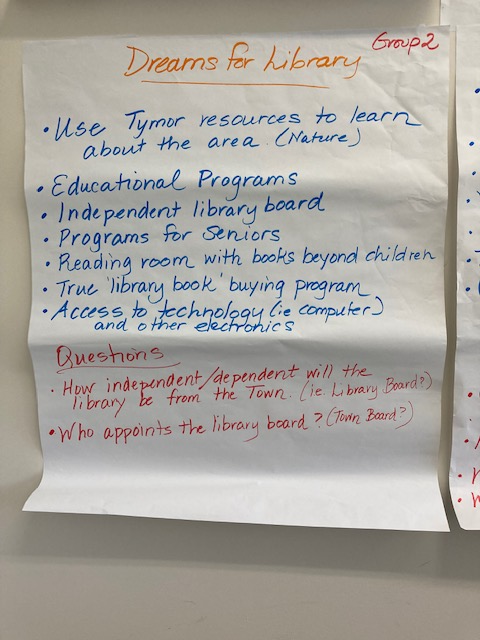 Group 2
Dreams for Library
• Use Tymor resources to learn
about the area. (Nature)
• Educational Programs
• Independent library board
• Programs for Seniors
• Reading room with books beyond children
• True 'library book' buying program
• Access to technology (ie computer)
and other electronics
Questions
• How independent/dependent will the
library be from the Town. (ie. Library Board?)
• Who appoints the library board? (Town Board?)